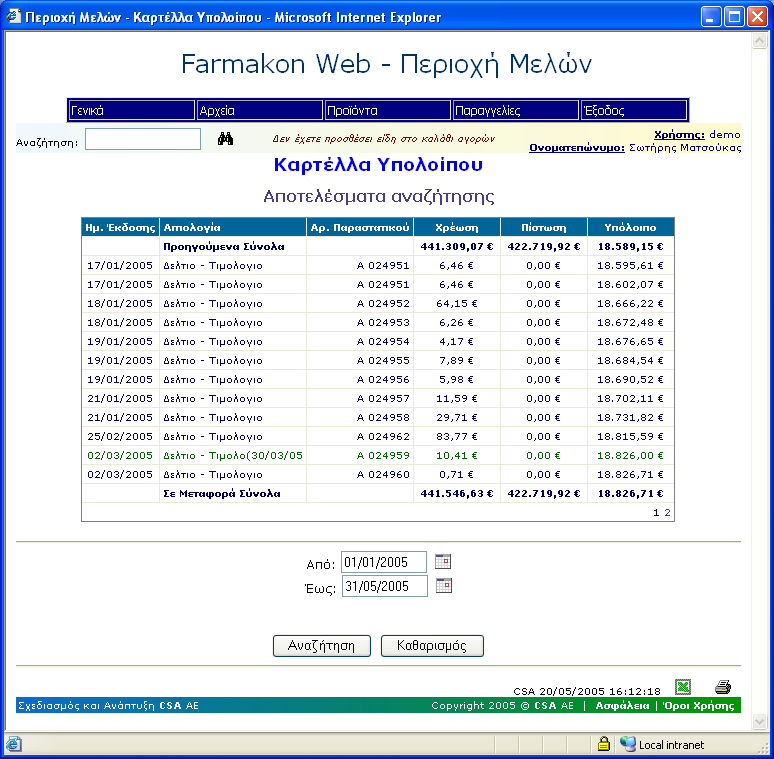 Περιοχή Μελών - Καρτέλλα Υπολοίπου - Microsoft Internet Explorer
Farmakon Web - Περιοχή Μελών
Γενικά Αρχεία Προϊόντα Παραγγελίες Έξοδος
Αναζήτηση: Δεν έχετε προσθέσει είδη στο καλάθι αγορών Χρήστης: demo
Ονοματεπώνυμο: Σωτήρης Ματσούκας
Καρτέλλα Υπολοίπου
Αποτελέσματα αναζήτησης
Ημ. Έκδοσης Αιτιολογία Αρ. Παραστατικού Χρέωση Πίστωση Υπόλοιπο
Προηγούμενα Σύνολα 441.309,07 € 422.719,92 € 18.589,15 €
17/01/2005 Δελτιο - Τιμολογιο Α 024951 6,46 € 0,00 € 18.595,61 €
17/01/2005 Δελτιο - Τιμολογιο Α 024951 6,46 € 0,00 € 18.602,07 €
18/01/2005 Δελτιο - Τιμολογιο Α 024952 64,15 € 0,00 € 18.666,22 €
18/01/2005 Δελτιο - Τιμολογιο Α 024953 6,26 € 0,00 € 18.672,48 €
19/01/2005 Δελτιο - Τιμολογιο Α 024954 4,17 € 0,00 € 18.676,65 €
19/01/2005 Δελτιο - Τιμολογιο Α 024955 7,89 € 0,00 € 18.684,54 €
19/01/2005 Δελτιο - Τιμολογιο Α 024956 5,98 € 0,00 € 18.690,52 €
21/01/2005 Δελτιο - Τιμολογιο Α 024957 11,59 € 0,00 € 18.702,11 €
21/01/2005 Δελτιο - Τιμολογιο Α 024958 29,71 € 0,00 € 18.731,82 €
25/02/2005 Δελτιο - Τιμολογιο Α 024962 83,77 € 0,00 € 18.815,59 €
02/03/2005 Δελτιο - Τιμολο(30/03/05 Α 024959 10,41 € 0,00 € 18.826,00 €
02/03/2005 Δελτιο - Τιμολογιο Α 024960 0,71 € 0,00 € 18.826,71 €
Σε Μεταφορά Σύνολα 441.546,63 € 422.719,92 € 18.826,71 €
1 2
Από: 01/01/2005
Έως: 31/05/2005
Αναζήτηση Καθαρισμός
CSA 20/05/2005 16:12:18
Σχεδιασμός και Ανάπτυξη CSA ΑΕ Copyright 2005 © CSA ΑΕ | Ασφάλεια | Όροι Χρήσης
Local intranet